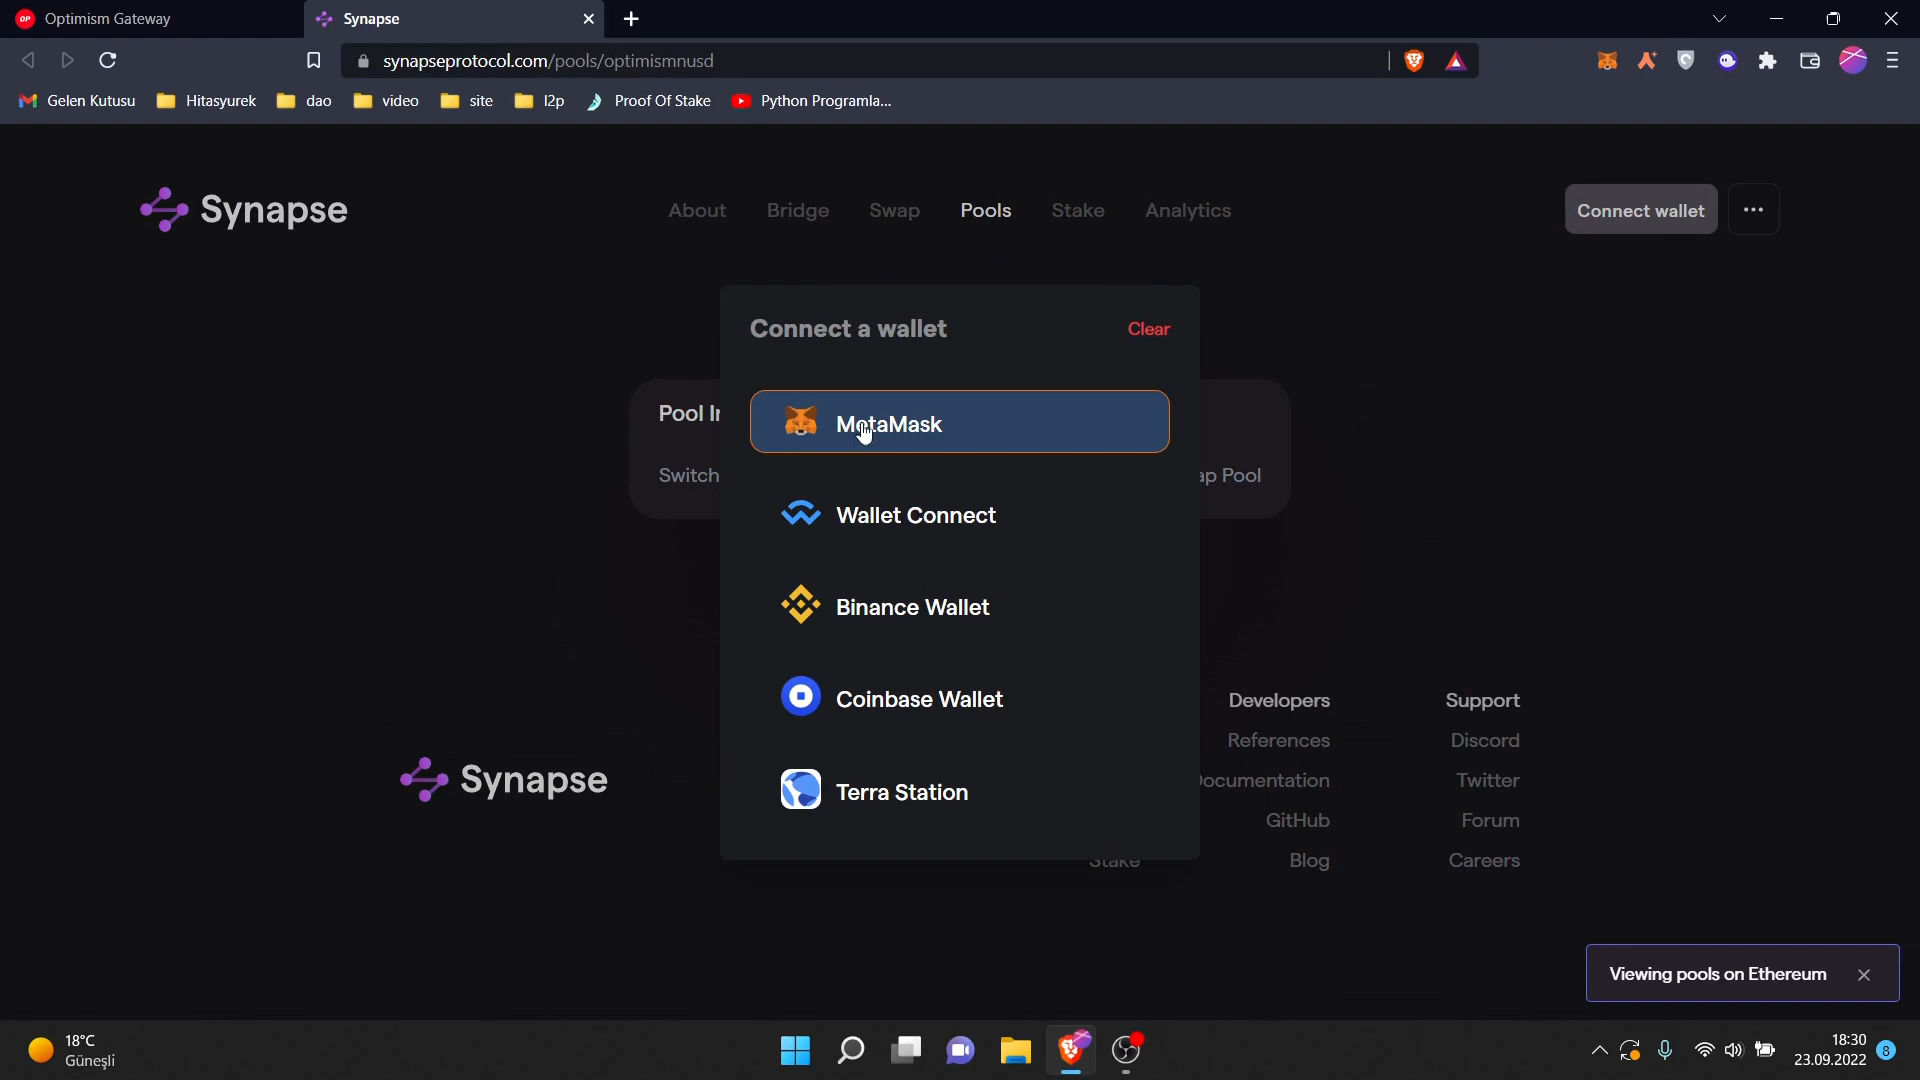 Optimism Gateway
Synapse
synapseprotocol.com/pools/optimismnusd
Gelen Kutusu
Hitasyurek
dao
video
site
l2p
Proof Of Stake
Python Programla...
Synapse
About
Bridge
Swap
Pools
Stake
Analytics
Connect wallet
Connect a wallet
Clear
Pool
MetaMask
Switch
Pool
Wallet Connect
Binance Wallet
Coinbase Wallet
Terra Station
Synapse
Developers
References
GitHub
Blog
Stake
Support
Discord
Twitter
Forum
Careers
Viewing pools on Ethereum
18°C
Güneşli
18:30
23.09.2022
8